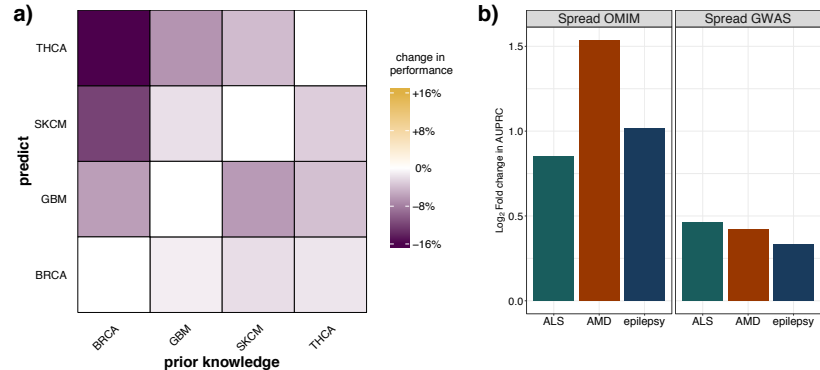 a)
THCA
SKCM
GBM
BRCA
predict
BRCA
GBM
SKCM
THCA
prior knowledge
change in
performance
+16%
+8%
0%
−8%
−16%
b)
Spread OMIM
Spread GWAS
Log2 Fold change in AUPRC
1.5
1.0
0.5
0.0
ALS
AMD
epilepsy
ALS
AMD
epilepsy